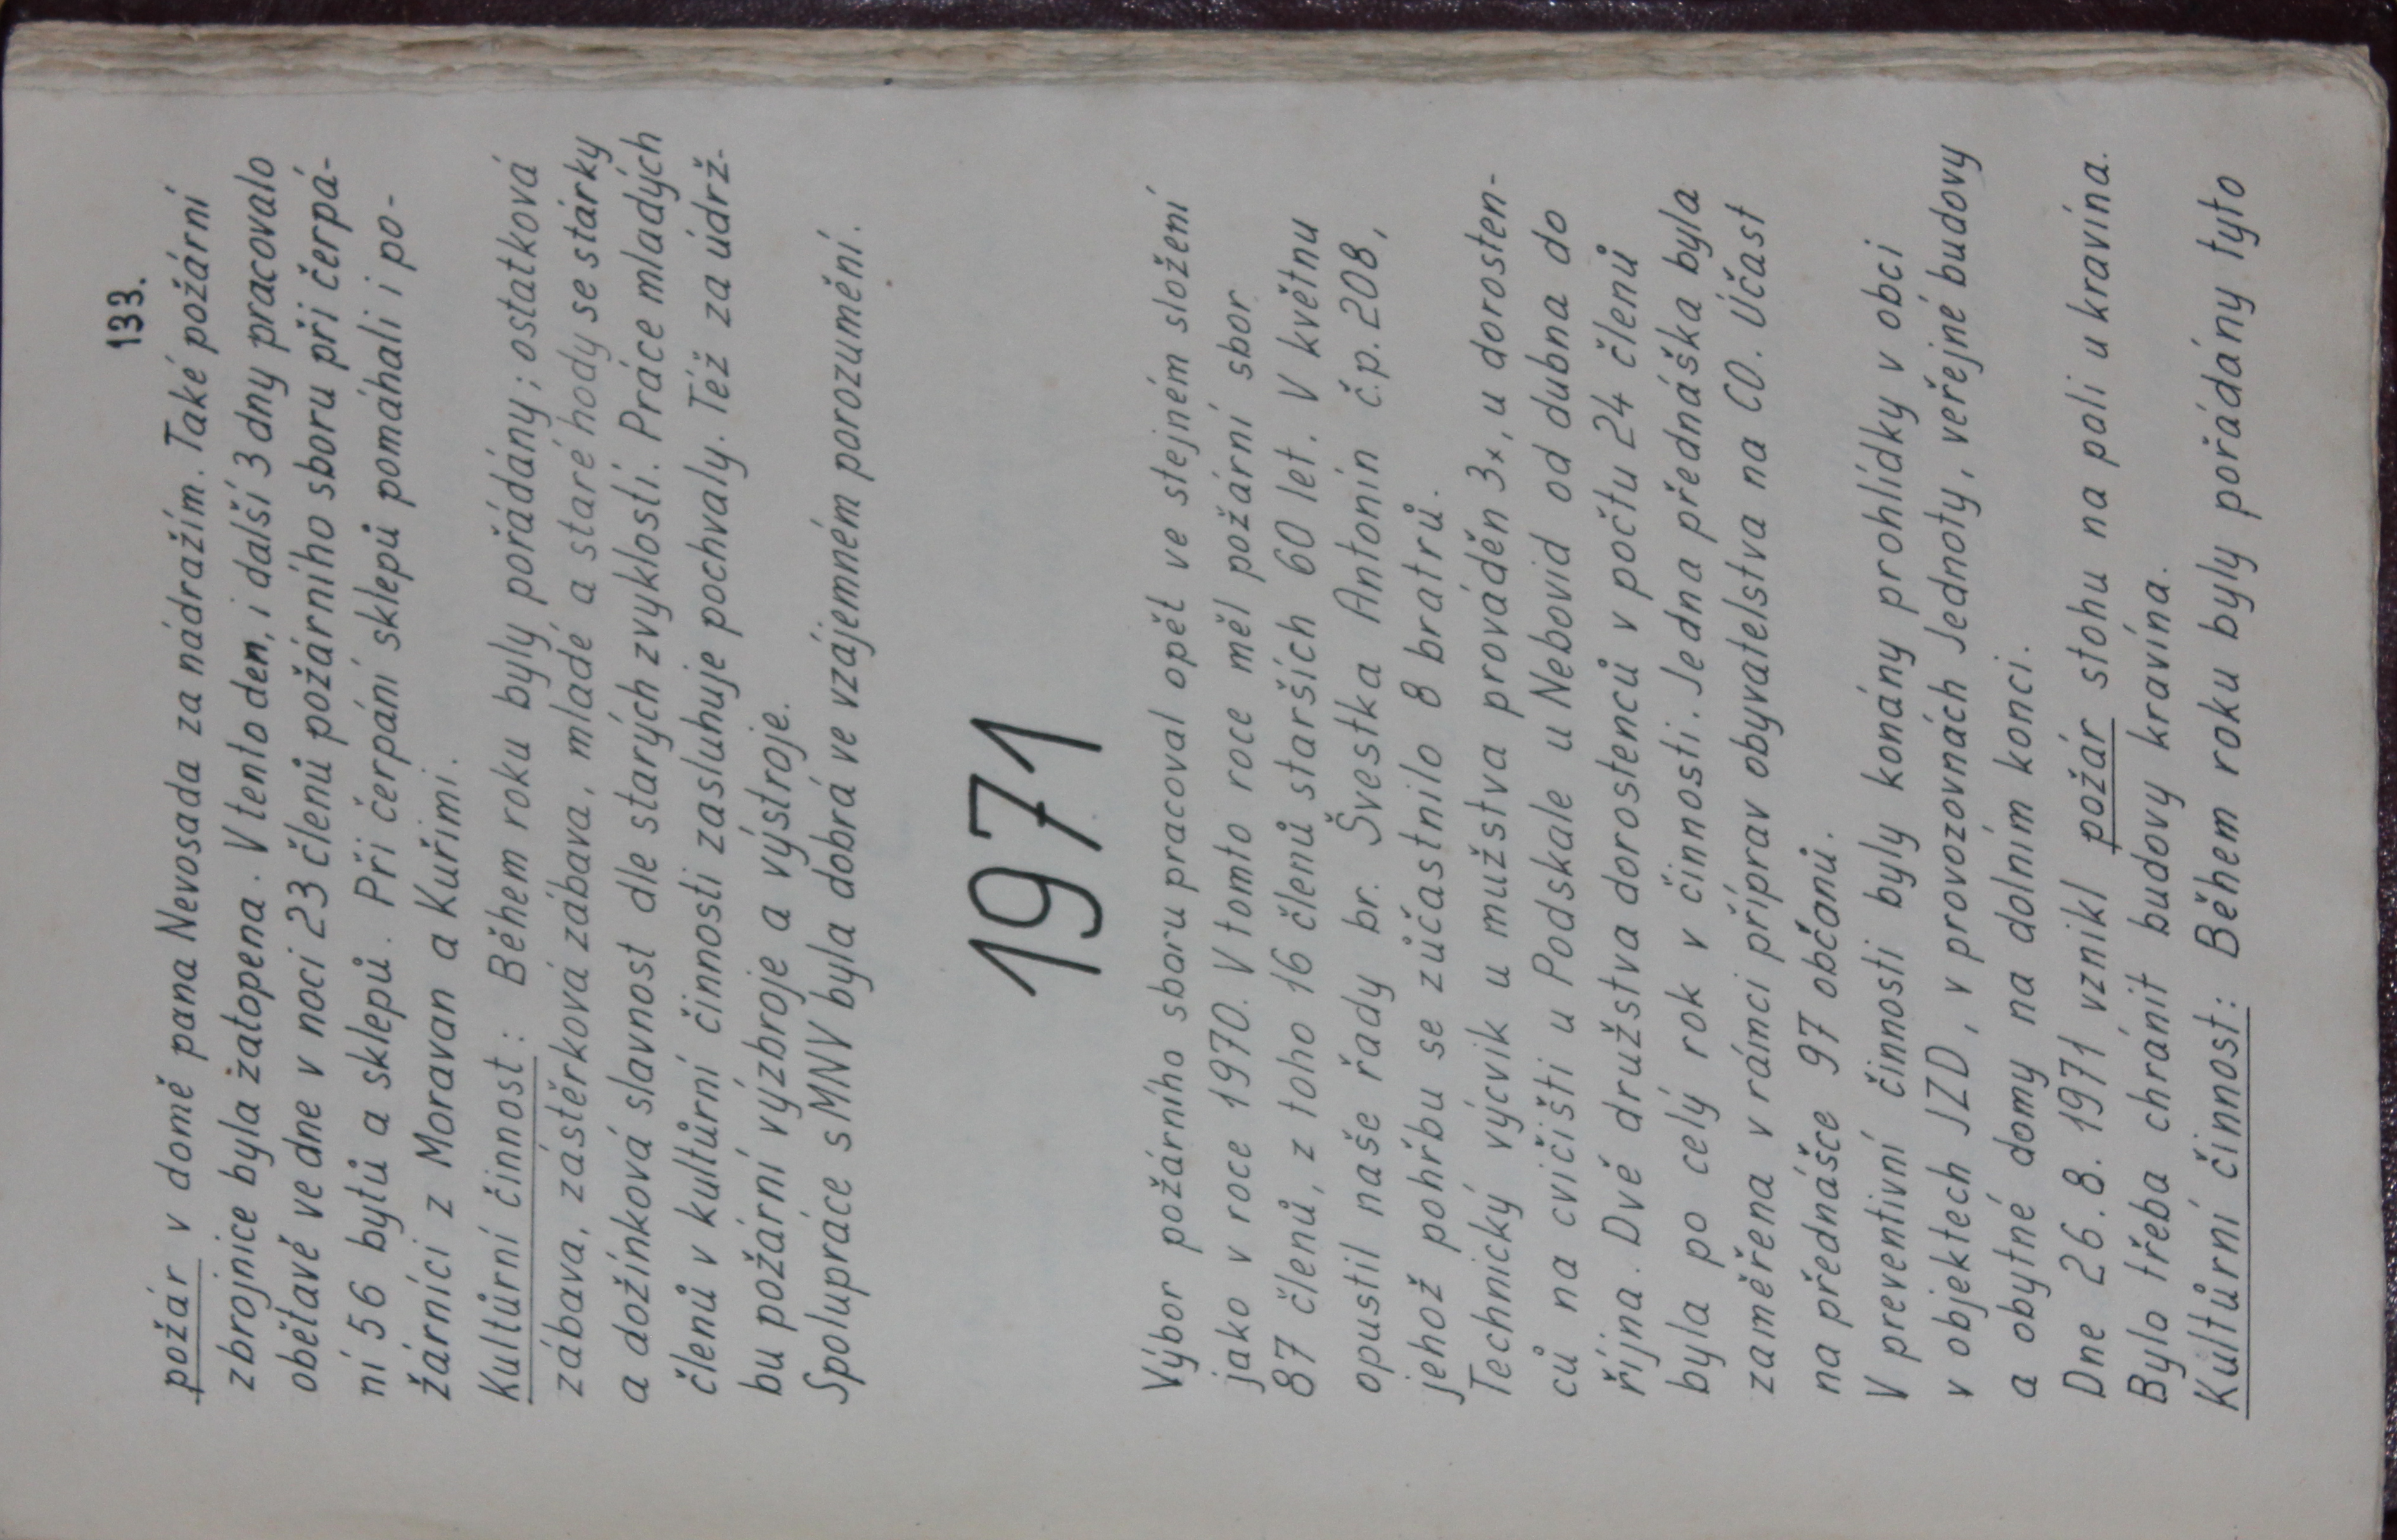 133.
požár v domě pana Nevosada za nádražím. Také požární
zbrojnice byla zatopena. V tento den, i další 3 dny pracovalo
obětavě ve dne v noci 23 členů požárního sboru při čerpá-
ní 56 bytů a sklepů. Při čerpání sklepů pomáhali i po-
žárníci z Moravan a Kuřimi.
Kultůrní činnost: Během roku byly pořádány; ostatková
zábava, zástěrková zábava, mladé a staré hody se stárky
a dožínková slavnost dle starých zvyklostí. Práce mladých
členů v kultůrní činnosti zasluhuje pochvaly. Též za údrž-
bu požární výzbroje a výstroje.
Spolupráce s MNV byla dobrá ve vzájemném porozumění.
1971
Výbor požárního sboru pracoval opět ve stejném složení
jako v roce 1970. V tomto roce měl požární sbor
87 členů, z toho 16 členů starších 60 let. V květnu
opustil naše řady br. Švestka Antonín č.p. 208,
jehož pohřbu se zůčastnilo 8 bratrů.
Technický výcvik u mužstva prováděn 3x, u dorosten-
ců na cvičišti u Podskale u Nebovid od dubna do
října. Dvě družstva dorostenců v počtu 24 členů
byla po celý rok v činnosti. Jedna přednáška byla
zaměřena v rámci příprav obyvatelstva na CO. Účast
na přednášce 97 občanů.
V preventivní činnosti byly konány prohlídky v obci
v objektech JZD, v provozovnách Jednoty, veřejné budovy
a obytné domy na dolním konci.
Dne 26.8. 1971 vznikl požár stohu na poli u kravína.
Bylo třeba chránit budovy kravína.
Kultůrní činnost: Během roku byly pořádány tyto